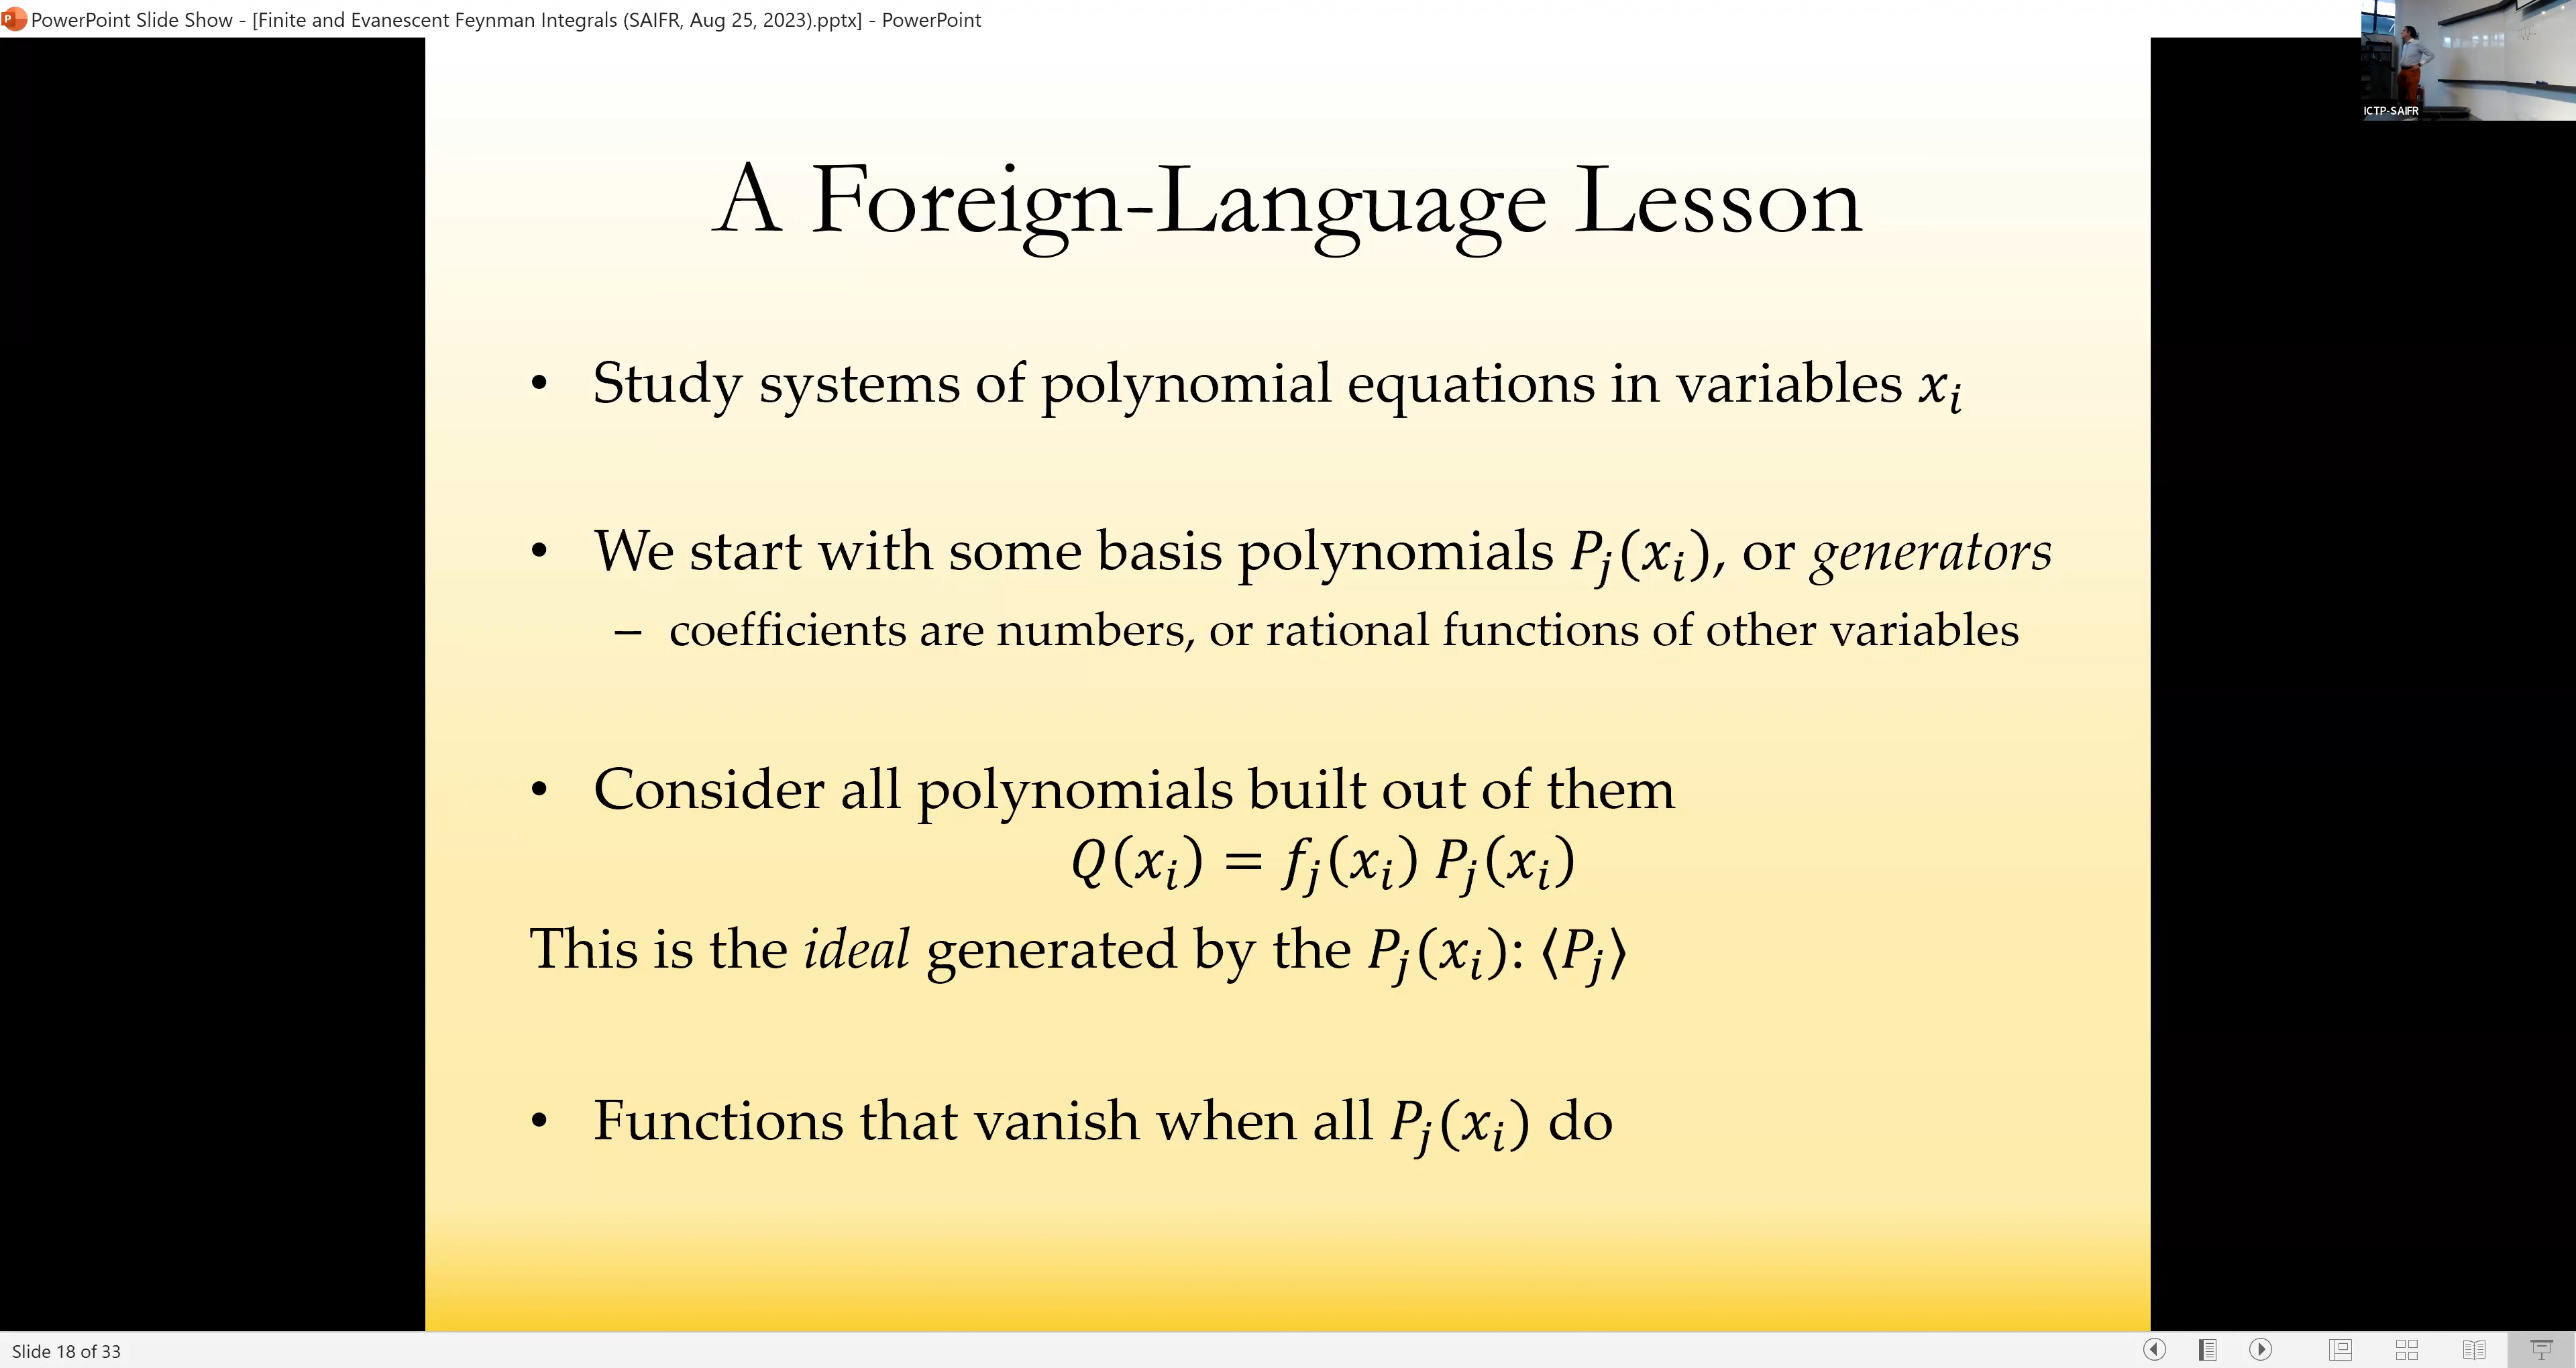 PowerPoint Slide Show - [Finite and Evanescent Feynman Integrals (SAIFR, Aug 25, 2023).pptx] - PowerPoint
ICTP-SAIFR
A Foreign-Language Lesson
• Study systems of polynomial equations in variables 𝑥ᵢ
• We start with some basis polynomials 𝑃ⱼ(𝑥ᵢ), or generators
– coefficients are numbers, or rational functions of other variables
• Consider all polynomials built out of them
𝑄(𝑥ᵢ) = 𝑓ⱼ(𝑥ᵢ) 𝑃ⱼ(𝑥ᵢ)
This is the ideal generated by the 𝑃ⱼ(𝑥ᵢ): ⟨𝑃ⱼ⟩
• Functions that vanish when all 𝑃ⱼ(𝑥ᵢ) do
Slide 18 of 33